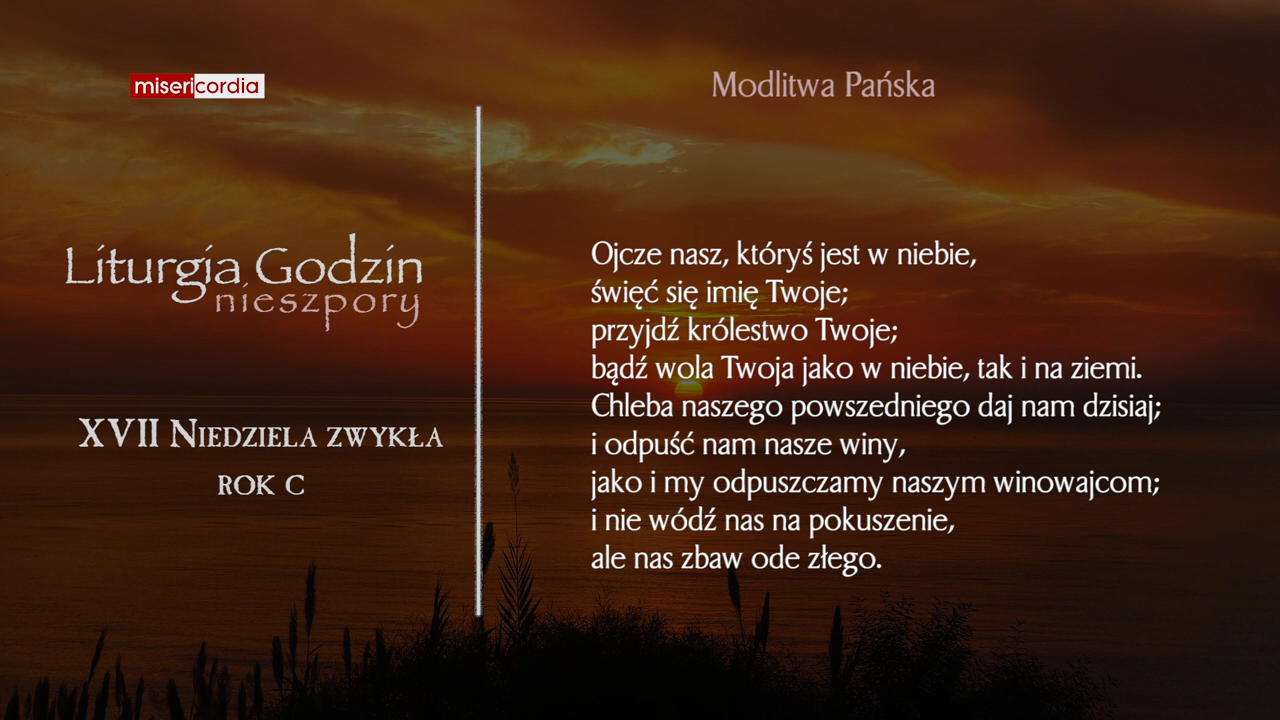 misericordia
Liturgia Godzin
nieszpory
XVII Niedziela zwykła
rok C
Modlitwa Pańska
Ojcze nasz, któryś jest w niebie,
święć się imię Twoje;
przyjdź królestwo Twoje;
bądź wola Twoja jako w niebie, tak i na ziemi.
Chleba naszego powszedniego daj nam dzisiaj;
i odpuść nam nasze winy,
jako i my odpuszczamy naszym winowajcom;
i nie wódź nas na pokuszenie,
ale nas zbaw ode złego.